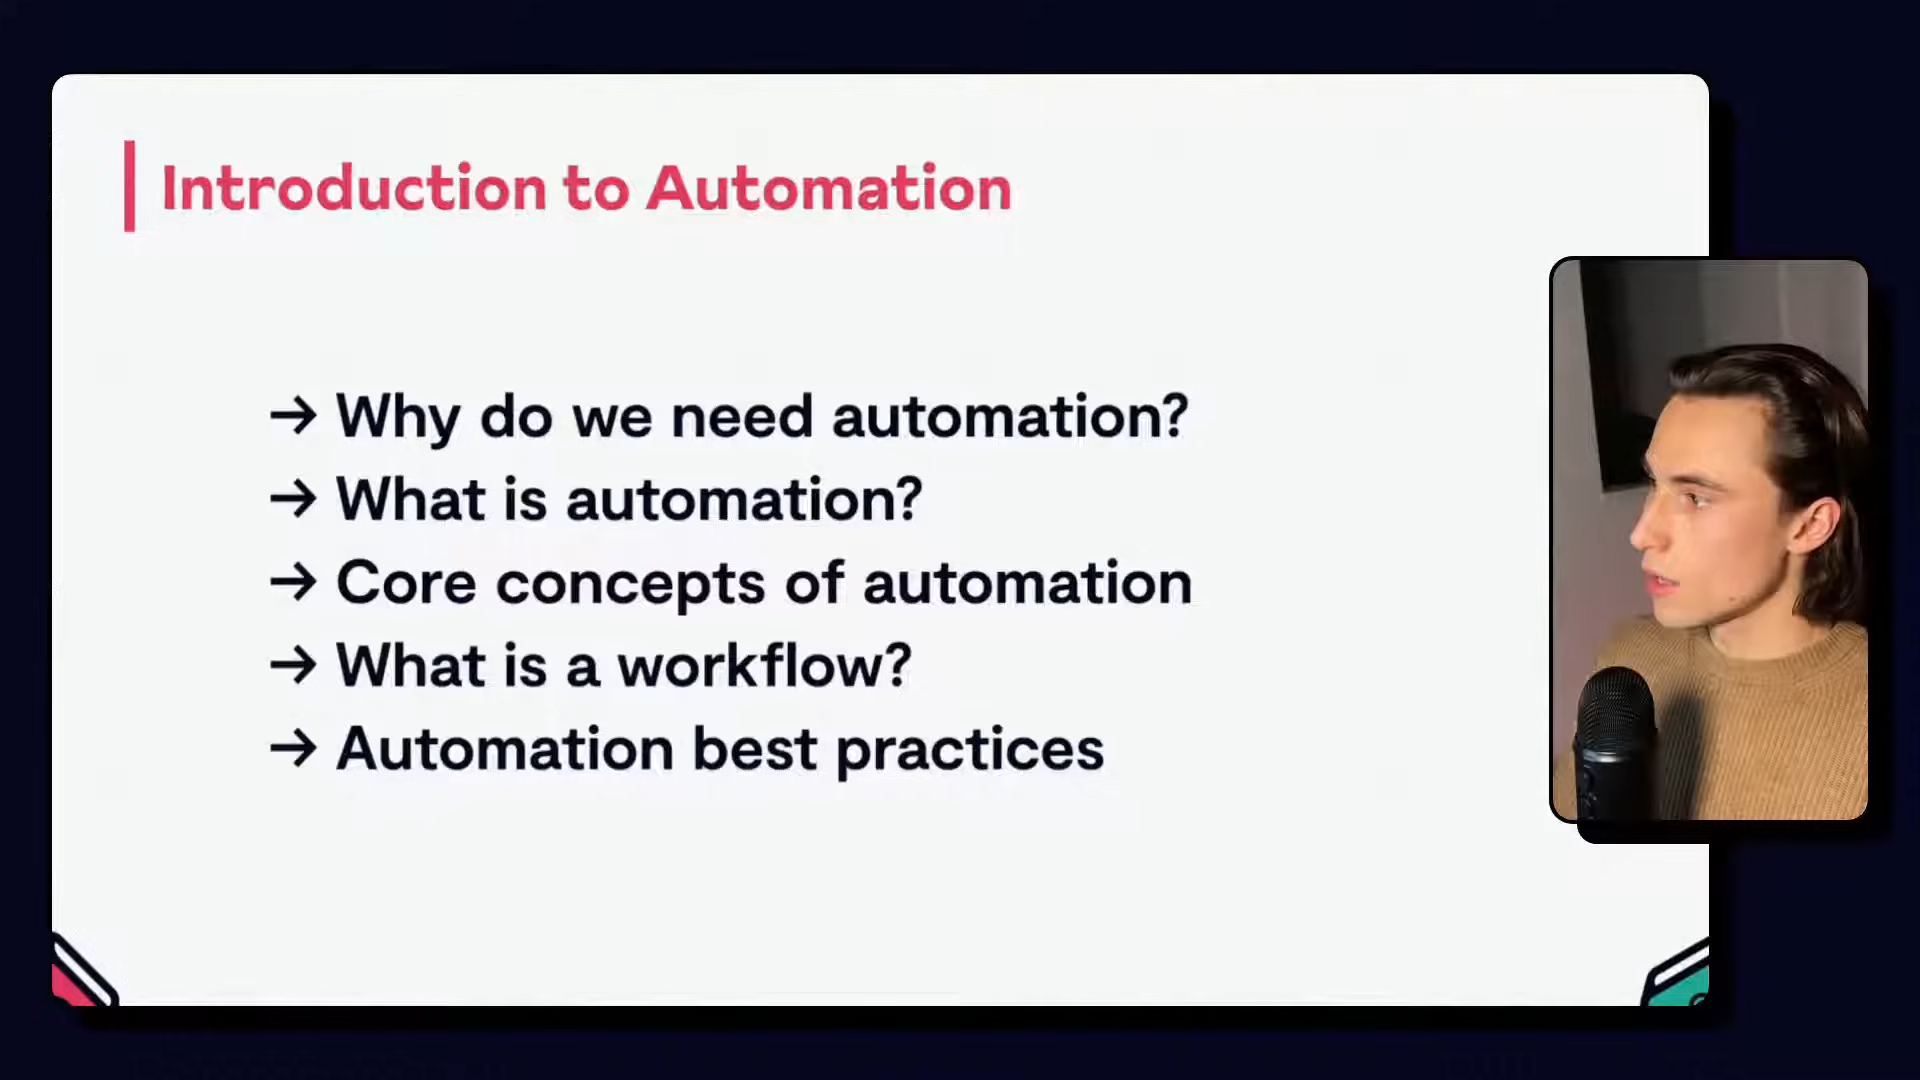 Introduction to Automation
→ Why do we need automation?
→ What is automation?
→ Core concepts of automation
→ What is a workflow?
→ Automation best practices